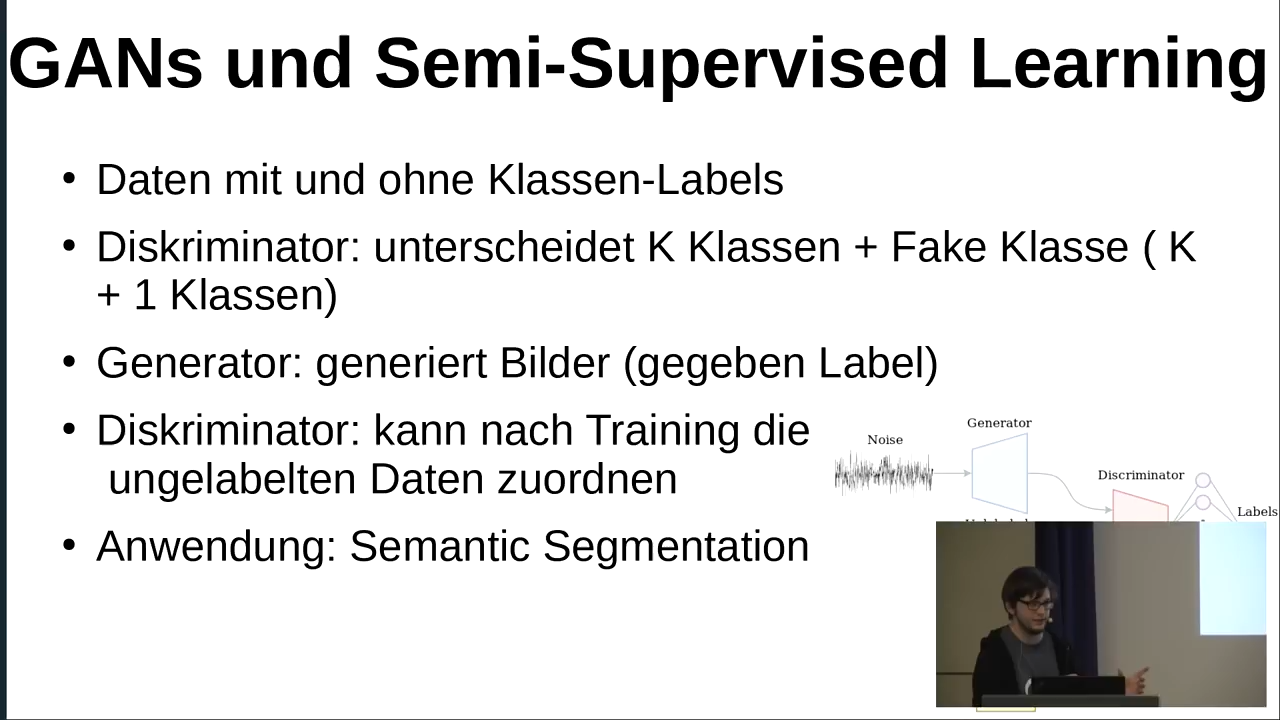 GANs und Semi-Supervised Learning
• Daten mit und ohne Klassen-Labels
• Diskriminator: unterscheidet K Klassen + Fake Klasse ( K
+ 1 Klassen)
• Generator: generiert Bilder (gegeben Label)
• Diskriminator: kann nach Training die
ungelabelten Daten zuordnen
• Anwendung: Semantic Segmentation
Generator
Noise
Discriminator
Labels